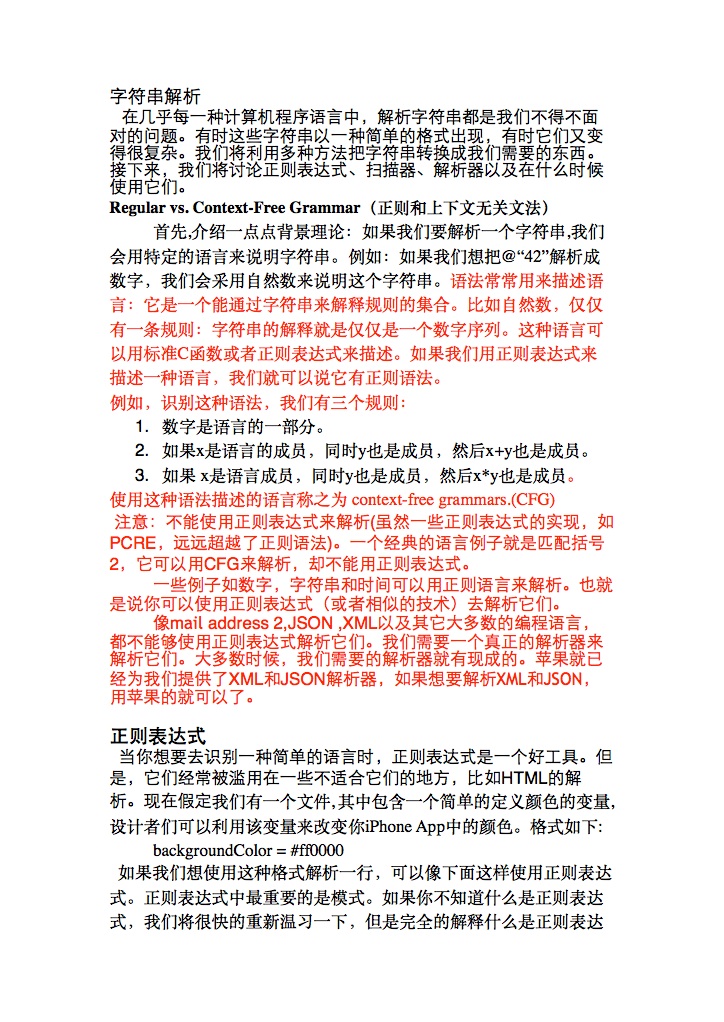 字符串解析
在几乎每一种计算机程序语言中，解析字符串都是我们不得不面
对的问题。有时这些字符串以一种简单的格式出现，有时它们又变
得很复杂。我们将利用多种方法把字符串转换成我们需要的东西。
接下来，我们将讨论正则表达式、扫描器、解析器以及在什么时候
使用它们。
Regular vs. Context-Free Grammar（正则和上下文无关文法）
首先,介绍一点点背景理论：如果我们要解析一个字符串,我们
会用特定的语言来说明字符串。例如：如果我们想把@“42”解析成
数字，我们会采用自然数来说明这个字符串。语法常常用来描述语
言：它是一个能通过字符串来解释规则的集合。比如自然数，仅仅
有一条规则：字符串的解释就是仅仅是一个数字序列。这种语言可
以用标准C函数或者正则表达式来描述。如果我们用正则表达式来
描述一种语言，我们就可以说它有正则语法。
例如，识别这种语法，我们有三个规则：
1. 数字是语言的一部分。
2. 如果x是语言的成员，同时y也是成员，然后x+y也是成员。
3. 如果 x是语言成员，同时y也是成员，然后x*y也是成员。
使用这种语法描述的语言称之为 context-free grammars.(CFG)
注意：不能使用正则表达式来解析(虽然一些正则表达式的实现，如
PCRE，远远超越了正则语法)。一个经典的语言例子就是匹配括号
2，它可以用CFG来解析，却不能用正则表达式。
一些例子如数字，字符串和时间可以用正则语言来解析。也就
是说你可以使用正则表达式（或者相似的技术）去解析它们。
像mail address 2,JSON ,XML以及其它大多数的编程语言，
都不能够使用正则表达式解析它们。我们需要一个真正的解析器来
解析它们。大多数时候，我们需要的解析器就有现成的。苹果就已
经为我们提供了XML和JSON解析器，如果想要解析XML和JSON，
用苹果的就可以了。
正则表达式
当你想要去识别一种简单的语言时，正则表达式是一个好工具。但
是，它们经常被滥用在一些不适合它们的地方，比如HTML的解
析。现在假定我们有一个文件,其中包含一个简单的定义颜色的变量,
设计者们可以利用该变量来改变你iPhone App中的颜色。格式如下:
backgroundColor = #ff0000
如果我们想使用这种格式解析一行，可以像下面这样使用正则表达
式。正则表达式中最重要的是模式。如果你不知道什么是正则表达
式，我们将很快的重新温习一下，但是完全的解释什么是正则表达